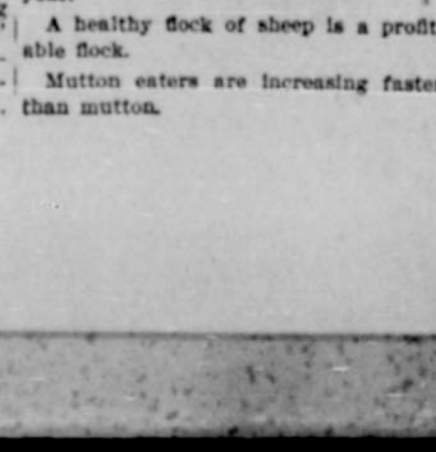 A healthy flock of sheep is a profit
able flock.
Mutton eaters are increasing faster
than mutton.